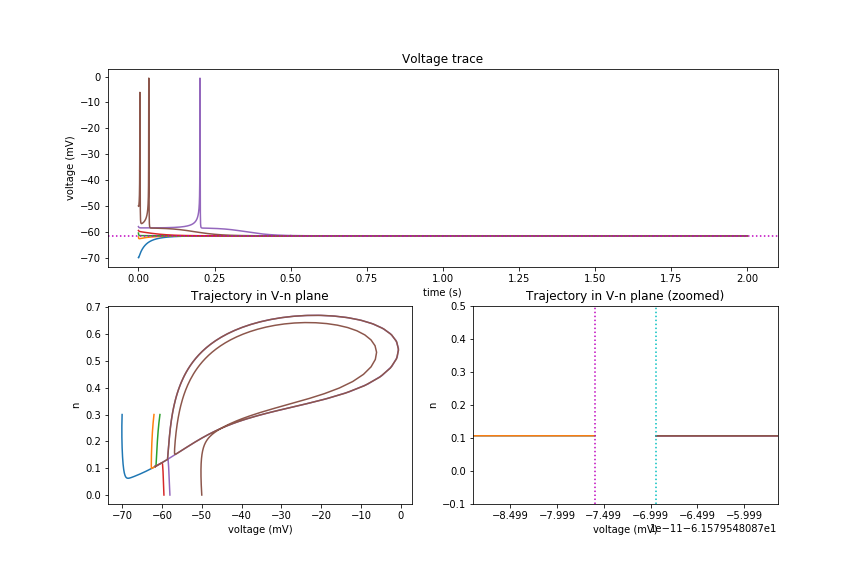 Voltage trace
voltage (mV)
0
−10
−20
−30
−40
−50
−60
−70
0.00 0.25 0.50 0.75 1.00 1.25 1.50 1.75 2.00
time (s)
Trajectory in V-n plane
n
0.7
0.6
0.5
0.4
0.3
0.2
0.1
0.0
−70 −60 −50 −40 −30 −20 −10 0
voltage (mV)
Trajectory in V-n plane (zoomed)
n
0.5
0.4
0.3
0.2
0.1
0.0
−0.1
−8.499 −7.999 −7.499 −6.999 −6.499 −5.999
voltage (mV)
1e−11−6.1579548087e1